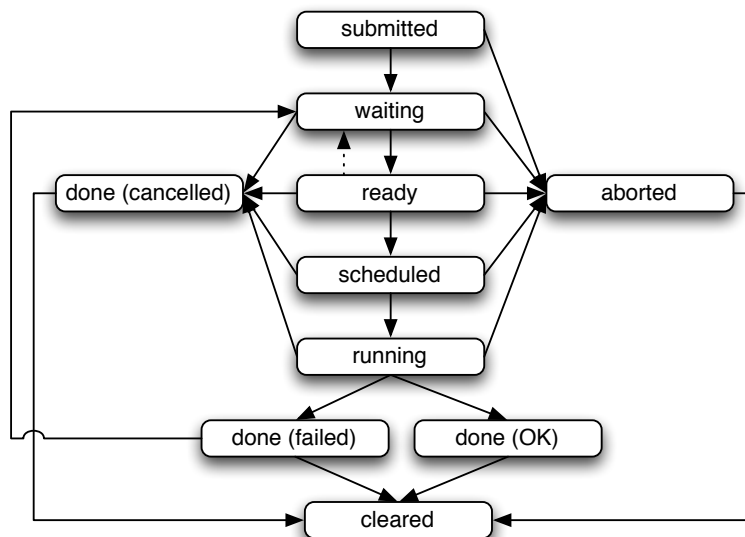 submitted
waiting
done (cancelled)
ready
aborted
scheduled
running
done (failed)
done (OK)
cleared